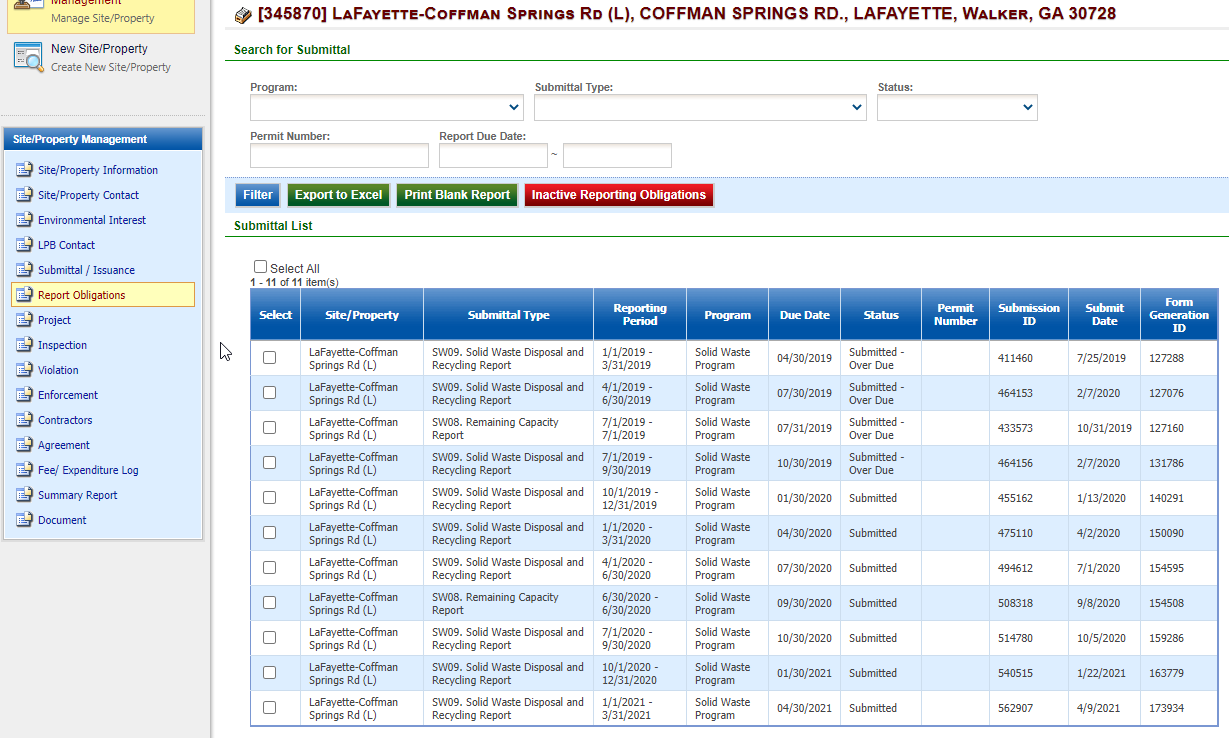 Management
Manage Site/Property
New Site/Property
Create New Site/Property
Site/Property Management
Site/Property Information
Site/Property Contact
Environmental Interest
LPB Contact
Submittal / Issuance
Report Obligations
Project
Inspection
Violation
Enforcement
Contractors
Agreement
Fee/ Expenditure Log
Summary Report
Document
[345870] LaFayette-Coffman Springs Rd (L), COFFMAN SPRINGS RD., LAFAYETTE, Walker, GA 30728
Search for Submittal
Program: Submittal Type: Status:
Permit Number: Report Due Date:
~
Filter Export to Excel Print Blank Report Inactive Reporting Obligations
Submittal List
Select All
1 - 11 of 11 item(s)
Select Site/Property Submittal Type Reporting Period Program Due Date Status Permit Number Submission ID Submit Date Form Generation ID
LaFayette-Coffman Springs Rd (L) SW09. Solid Waste Disposal and Recycling Report 1/1/2019 - 3/31/2019 Solid Waste Program 04/30/2019 Submitted - Over Due 411460 7/25/2019 127288
LaFayette-Coffman Springs Rd (L) SW09. Solid Waste Disposal and Recycling Report 4/1/2019 - 6/30/2019 Solid Waste Program 07/30/2019 Submitted - Over Due 464153 2/7/2020 127076
LaFayette-Coffman Springs Rd (L) SW08. Remaining Capacity Report 7/1/2019 - 7/1/2019 Solid Waste Program 07/31/2019 Submitted - Over Due 433573 10/31/2019 127160
LaFayette-Coffman Springs Rd (L) SW09. Solid Waste Disposal and Recycling Report 7/1/2019 - 9/30/2019 Solid Waste Program 10/30/2019 Submitted - Over Due 464156 2/7/2020 131786
LaFayette-Coffman Springs Rd (L) SW09. Solid Waste Disposal and Recycling Report 10/1/2019 - 12/31/2019 Solid Waste Program 01/30/2020 Submitted 455162 1/13/2020 140291
LaFayette-Coffman Springs Rd (L) SW09. Solid Waste Disposal and Recycling Report 1/1/2020 - 3/31/2020 Solid Waste Program 04/30/2020 Submitted 475110 4/2/2020 150090
LaFayette-Coffman Springs Rd (L) SW09. Solid Waste Disposal and Recycling Report 4/1/2020 - 6/30/2020 Solid Waste Program 07/30/2020 Submitted 494612 7/1/2020 154595
LaFayette-Coffman Springs Rd (L) SW08. Remaining Capacity Report 6/30/2020 - 6/30/2020 Solid Waste Program 09/30/2020 Submitted 508318 9/8/2020 154508
LaFayette-Coffman Springs Rd (L) SW09. Solid Waste Disposal and Recycling Report 7/1/2020 - 9/30/2020 Solid Waste Program 10/30/2020 Submitted 514780 10/5/2020 159286
LaFayette-Coffman Springs Rd (L) SW09. Solid Waste Disposal and Recycling Report 10/1/2020 - 12/31/2020 Solid Waste Program 01/30/2021 Submitted 540515 1/22/2021 163779
LaFayette-Coffman Springs Rd (L) SW09. Solid Waste Disposal and Recycling Report 1/1/2021 - 3/31/2021 Solid Waste Program 04/30/2021 Submitted 562907 4/9/2021 173934